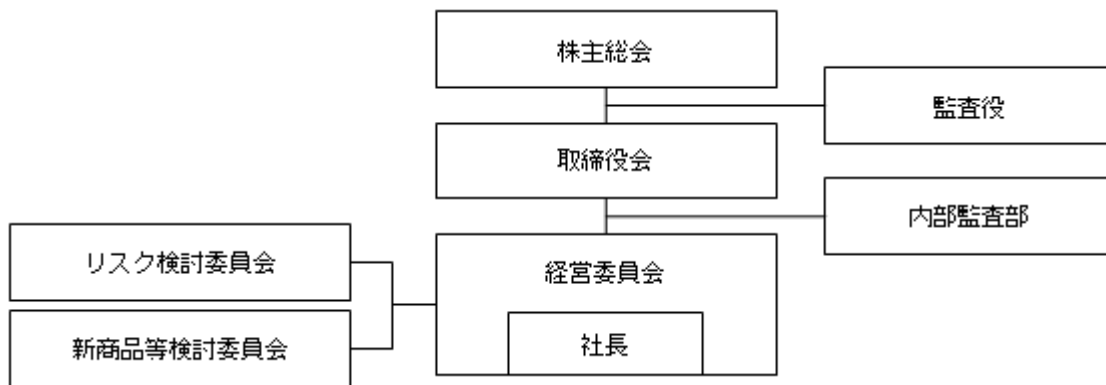 株主総会
監査役
取締役会
内部監査部
リスク検討委員会
経営委員会
新商品等検討委員会
社長